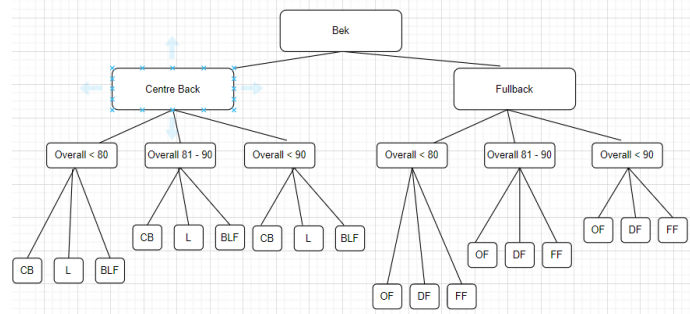 Bek
Centre Back
Fullback
Overall < 80
Overall 81 - 90
Overall < 90
Overall < 80
Overall 81 - 90
Overall < 90
CB
L
BLF
CB
L
BLF
CB
L
BLF
OF
DF
FF
OF
DF
FF
OF
DF
FF